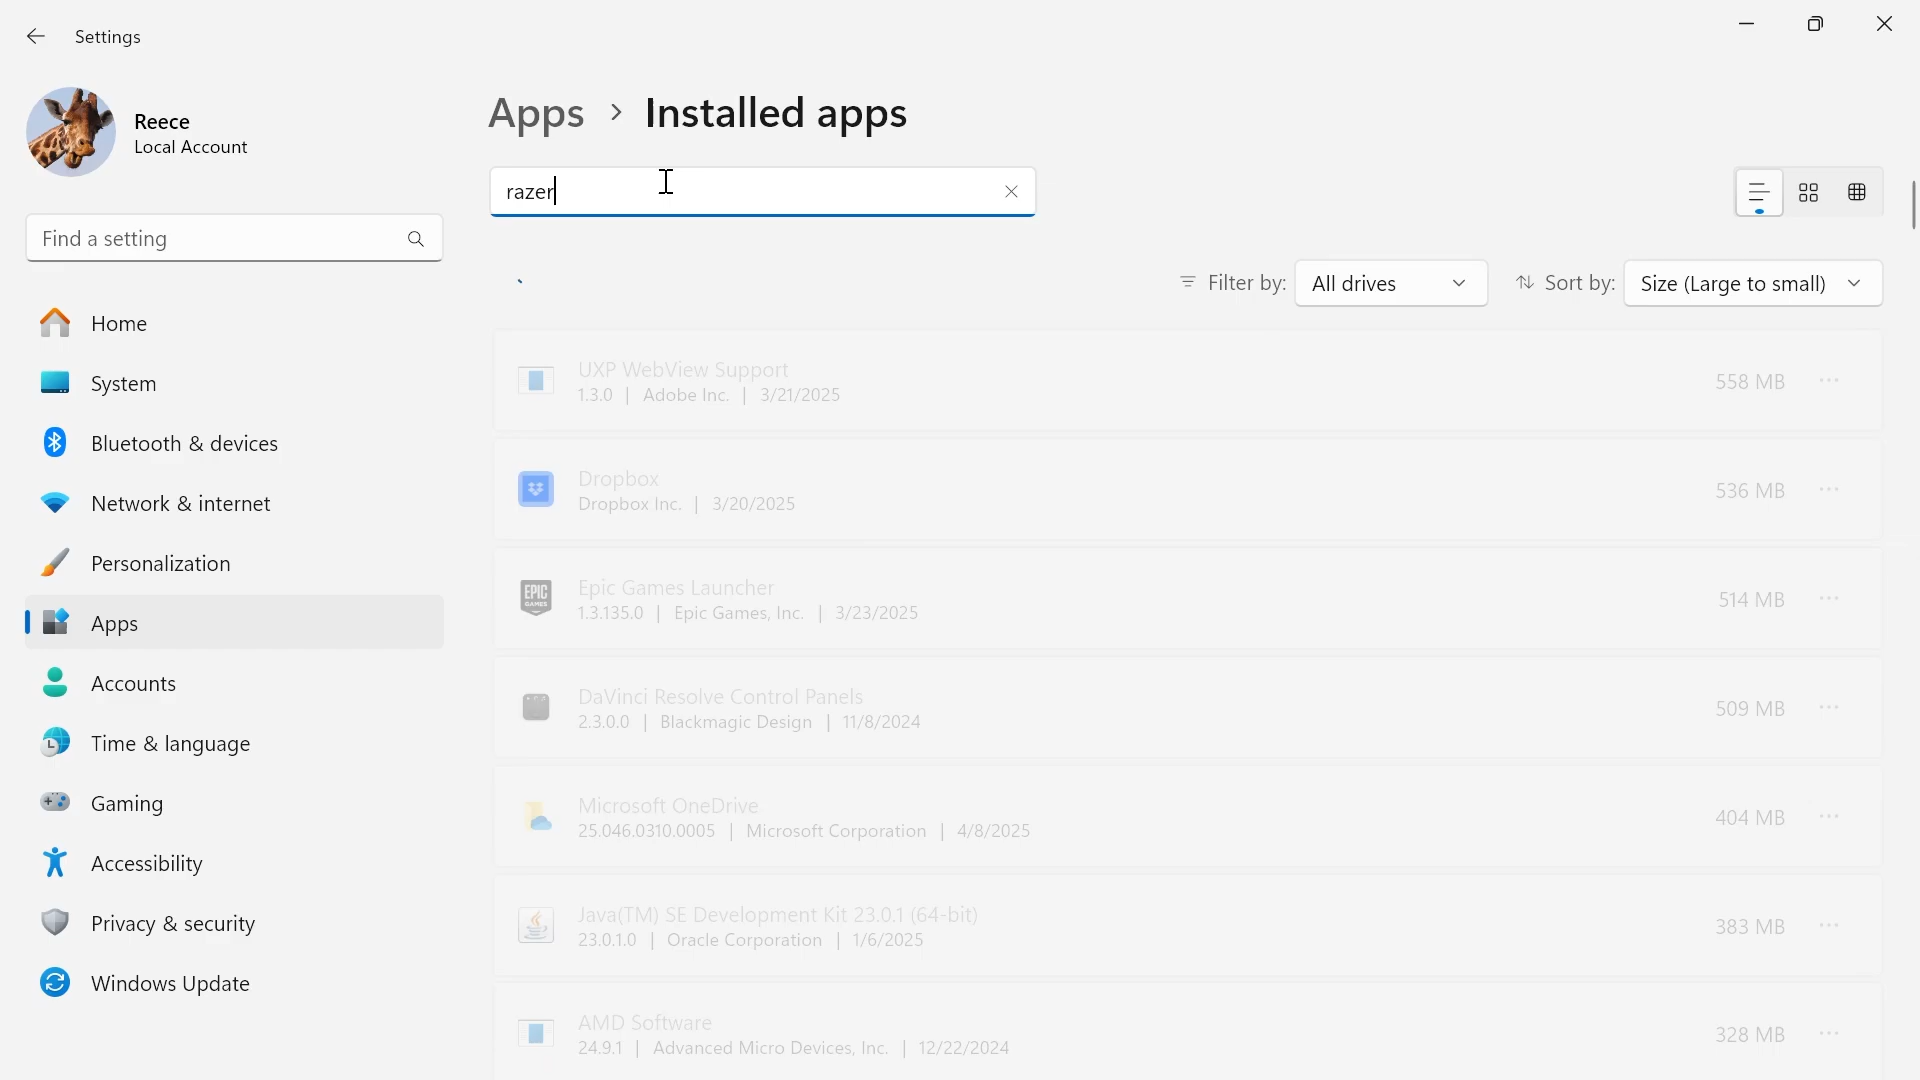 Settings
Reece
Local Account
Find a setting
Home
System
Bluetooth & devices
Network & internet
Personalization
Apps
Accounts
Time & language
Gaming
Accessibility
Privacy & security
Windows Update
Apps > Installed apps
razer
Filter by: All drives Sort by: Size (Large to small)
UXP WebView Support
1.3.0 | Adobe Inc. | 3/21/2025
558 MB
Dropbox
Dropbox Inc. | 3/20/2025
536 MB
EPIC
GAMES
Epic Games Launcher
1.3.135.0 | Epic Games, Inc. | 3/23/2025
514 MB
DaVinci Resolve Control Panels
2.3.0.0 | Blackmagic Design | 11/8/2024
509 MB
Microsoft OneDrive
25.046.0310.0005 | Microsoft Corporation | 4/8/2025
404 MB
Java(TM) SE Development Kit 23.0.1 (64-bit)
23.0.1.0 | Oracle Corporation | 1/6/2025
383 MB
AMD Software
24.9.1 | Advanced Micro Devices, Inc. | 12/22/2024
328 MB